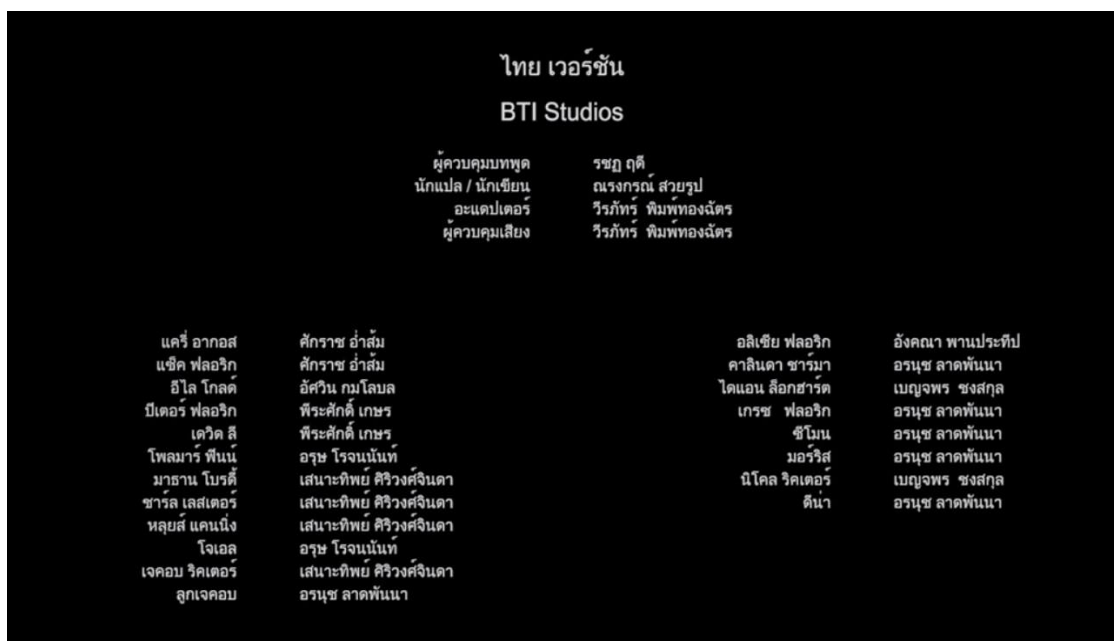 ไทย เวอร์ชัน
BTI Studios
ผู้ควบคุมบทพูด รชฏ ฤดี
นักแปล / นักเขียน ณรงกรณ์ สวยรูป
อะแดปเตอร์ วีรภัทร์ พิมพ์ทองฉัตร
ผู้ควบคุมเสียง วีรภัทร์ พิมพ์ทองฉัตร
แครี่ อากอส ศักราช อ่ำส้ม
แซ็ค ฟลอริก ศักราช อ่ำส้ม
อีไล โกลด์ อัศวิน กมโลบล
ปีเตอร์ ฟลอริก พีระศักดิ์ เกษร
เดวิด ลี พีระศักดิ์ เกษร
โพลมาร์ ฟีนน์ อรุษ โรจนนันท์
มาธาน โบรดี้ เสนาะทิพย์ ศิริวงศ์จินดา
ชาร์ล เลสเตอร์ เสนาะทิพย์ ศิริวงศ์จินดา
หลุยส์ แคนนิ่ง เสนาะทิพย์ ศิริวงศ์จินดา
โจเอล อรุษ โรจนนันท์
เจคอบ ริคเตอร์ เสนาะทิพย์ ศิริวงศ์จินดา
ลูกเจคอบ อรนุช ลาดพันนา
อลิเซีย ฟลอริก อังคณา พานประทีป
คาลินดา ชาร์มา อรนุช ลาดพันนา
ไดแอน ล็อกฮาร์ต เบญจพร ชงสกุล
เกรซ ฟลอริก อรนุช ลาดพันนา
ซีโมน อรนุช ลาดพันนา
มอร์ริส อรนุช ลาดพันนา
นิโคล ริคเตอร์ เบญจพร ชงสกุล
ดีน่า อรนุช ลาดพันนา